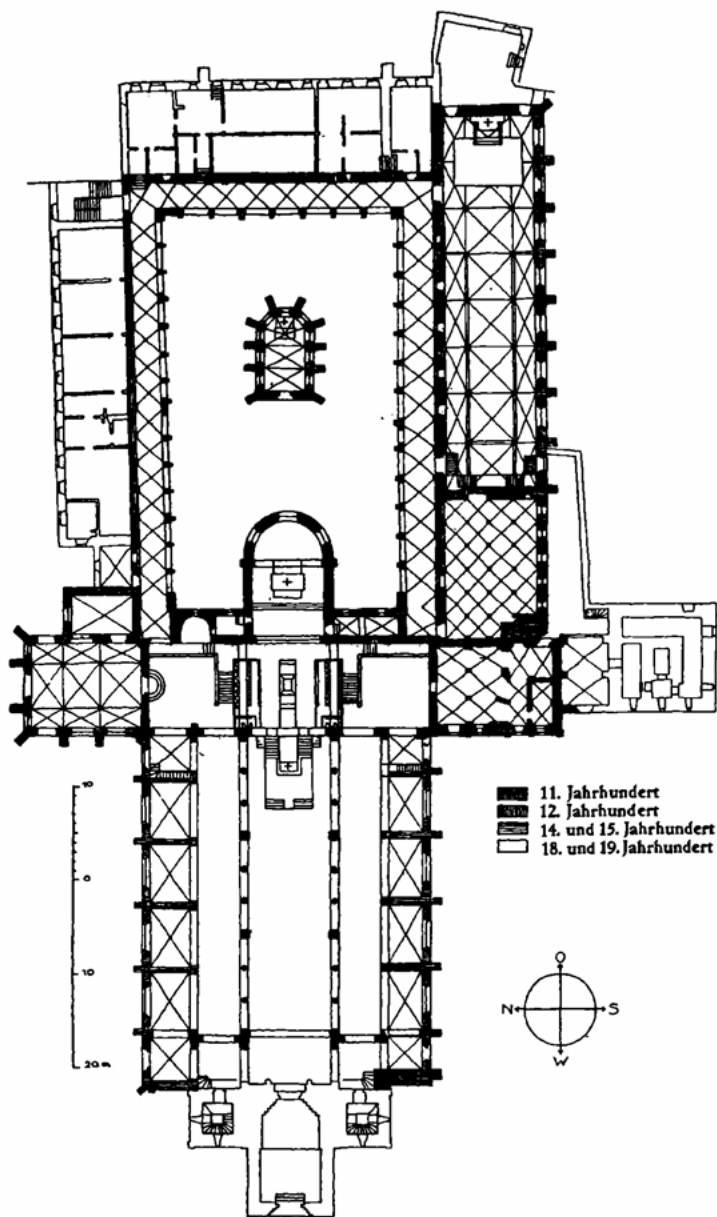 10
0
10
20 m
11. Jahrhundert
12. Jahrhundert
14. und 15. Jahrhundert
18. und 19. Jahrhundert
O
N
S
W